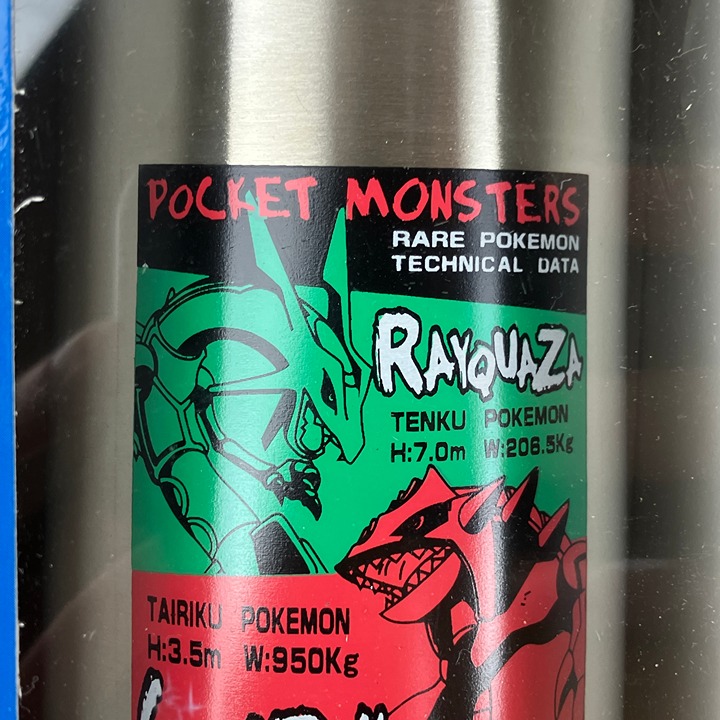 POCKET MONSTERS
RARE POKEMON
TECHNICAL DATA
RAYQUAZA
TENKU POKEMON
H:7.0m W:206.5Kg
TAIRIKU POKEMON
H:3.5m W:950Kg